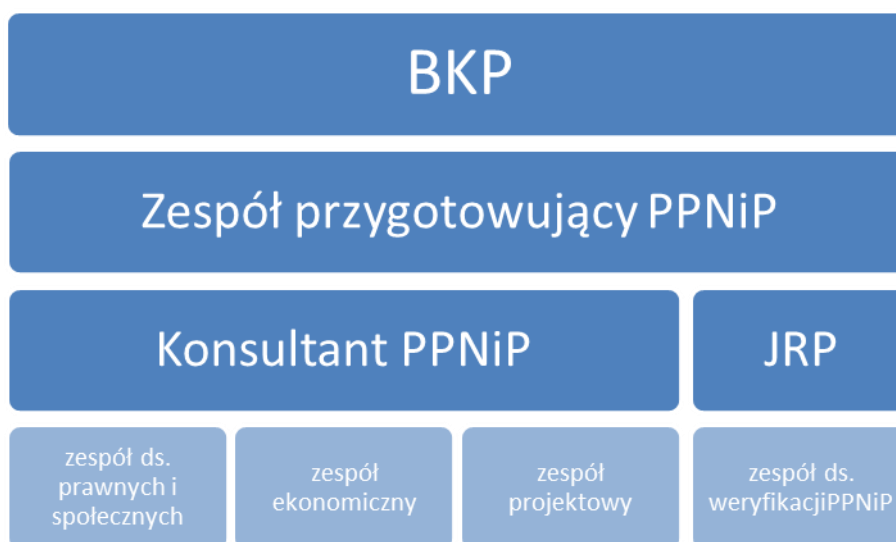 BKP
Zespół przygotowujący PPNiP
Konsultant PPNiP
JRP
zespół ds.
prawnych i
społecznych
zespół
ekonomiczny
zespół
projektowy
zespół ds.
weryfikacjiPPNiP